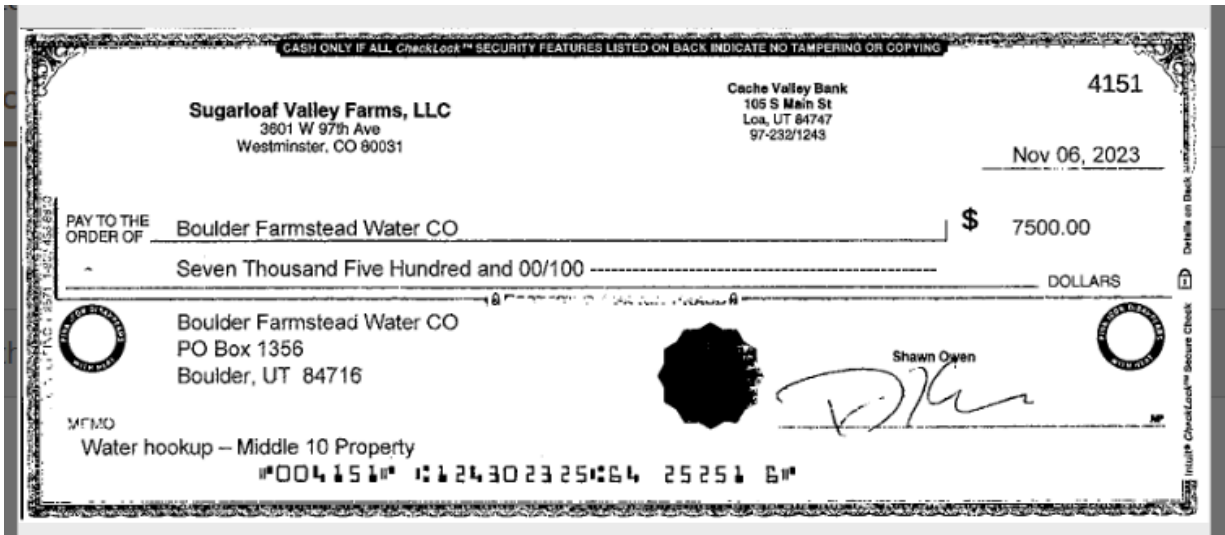 CASH ONLY IF ALL CheckLock™ SECURITY FEATURES LISTED ON BACK INDICATE NO TAMPERING OR COPYING
4151
Sugarloaf Valley Farms, LLC
3601 W 97th Ave
Westminster, CO 80031
Cache Valley Bank
105 S Main St
Loa, UT 84747
97-232/1243
Nov 06, 2023
PAY TO THE
ORDER OF
Boulder Farmstead Water CO
$ 7500.00
Seven Thousand Five Hundred and 00/100 ------------------------------------------
DOLLARS
Boulder Farmstead Water CO
PO Box 1356
Boulder, UT 84716
Shawn Owen
MP
MEMO
Water hookup – Middle 10 Property
⑈004151⑈ ⑆124302325⑆64 25251 6⑈
Intuit® CheckLock™ Secure Check
Details on Back